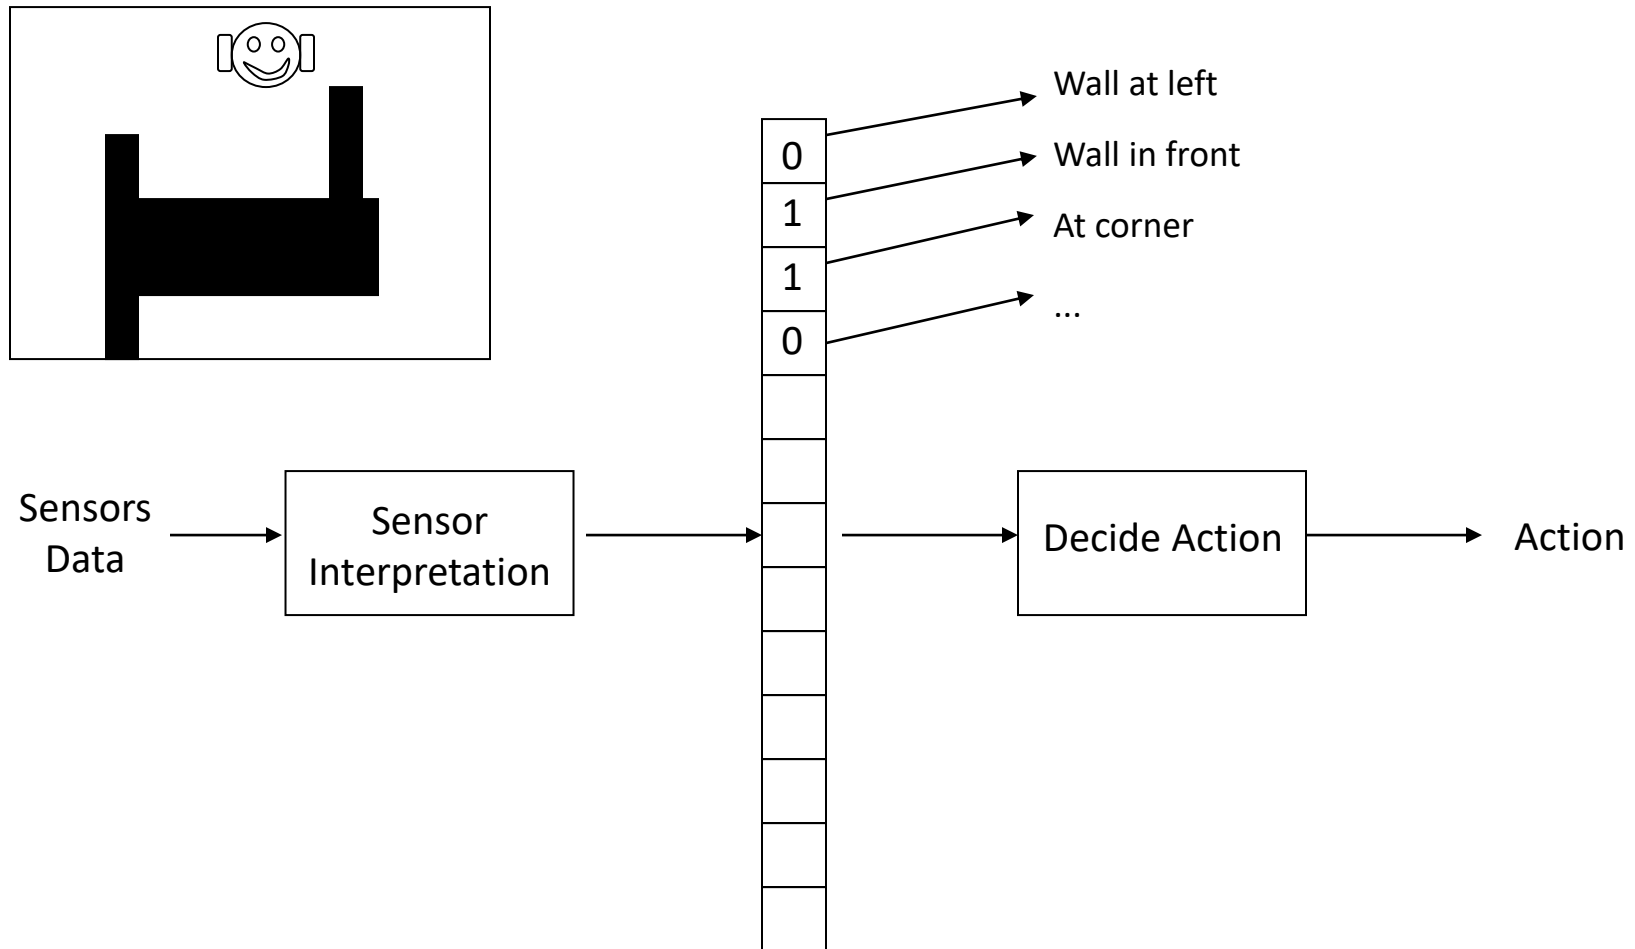 Wall at left
0
Wall in front
1
At corner
1
...
0
Sensors
Data
Sensor
Interpretation
Decide Action
Action